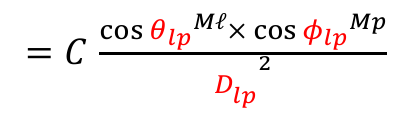 = C cos θ_lp^Mℓ × cos ϕ_lp^Mp
D_lp^2